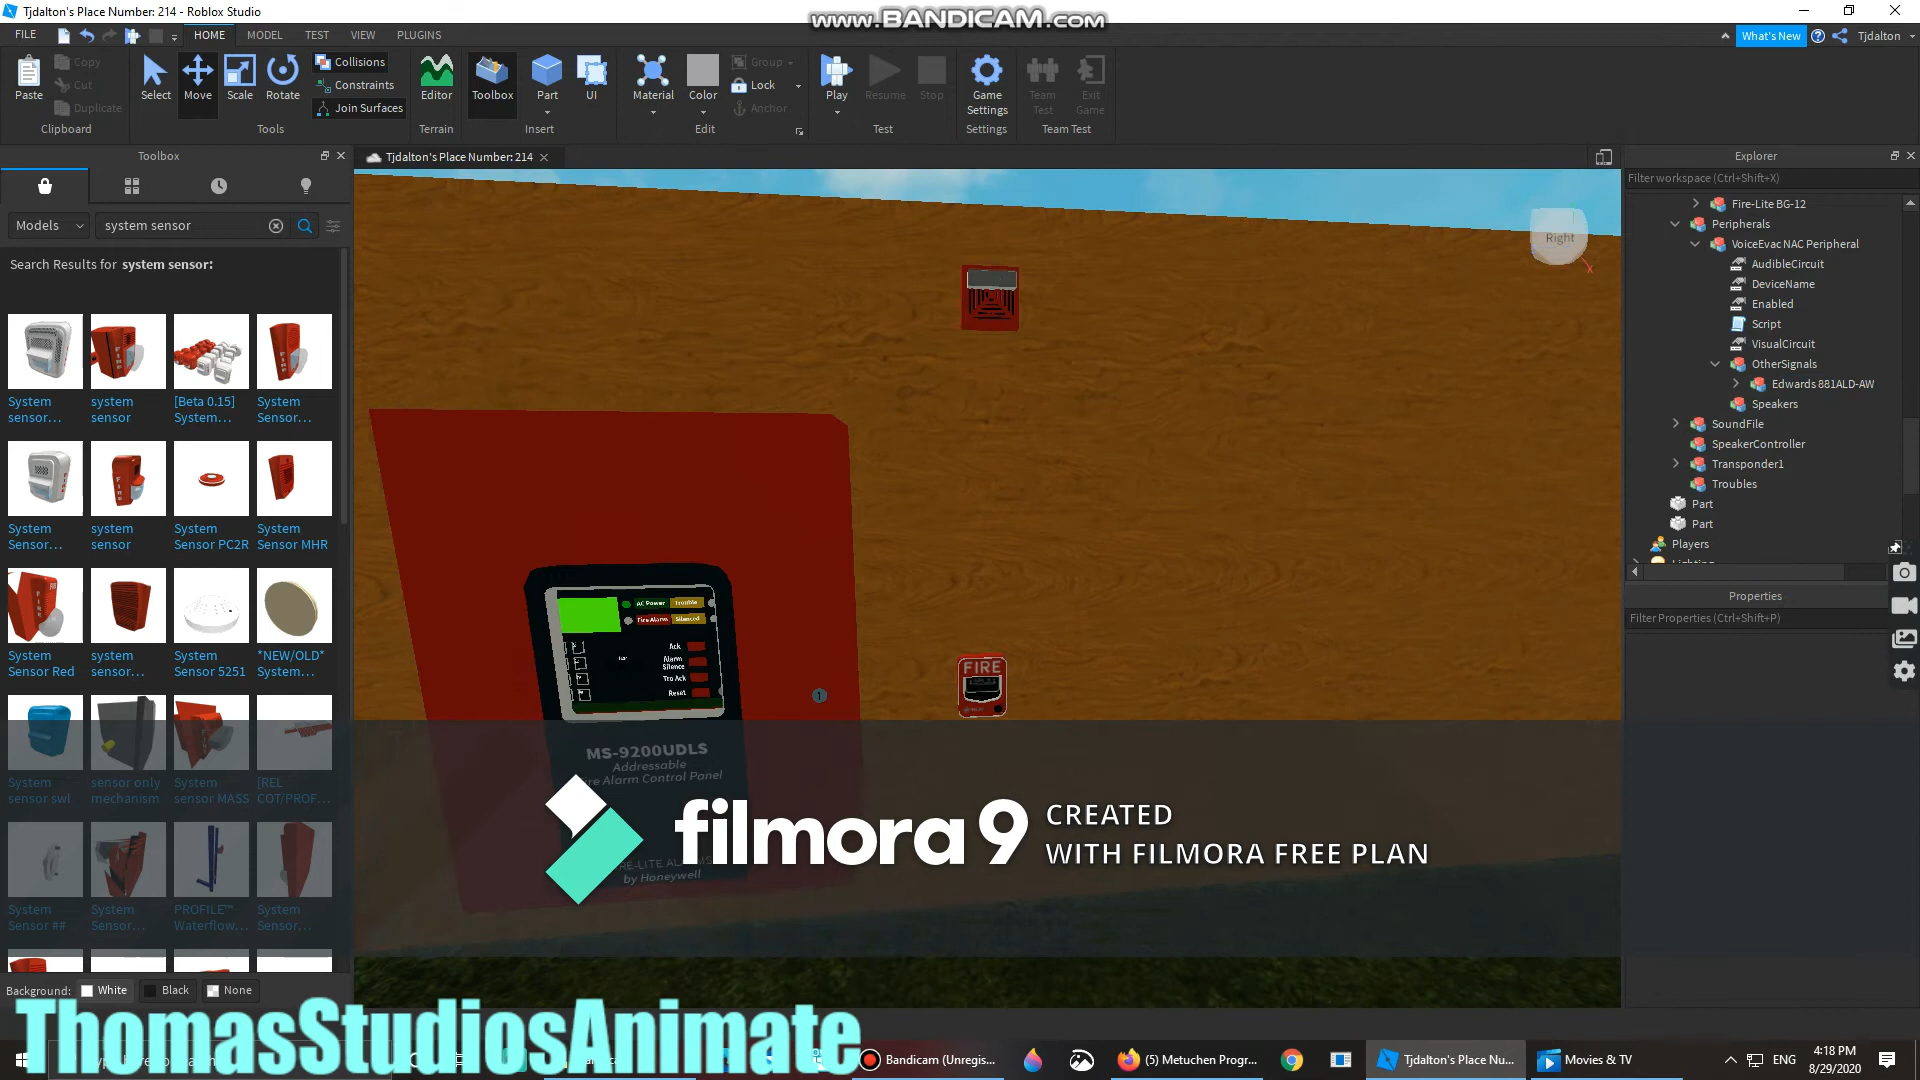 Tjdalton's Place Number: 214 - Roblox Studio
www.BANDICAM.com
FILE
HOME
MODEL
TEST
VIEW
PLUGINS
What's New
Tjdalton
Paste
Copy
Cut
Duplicate
Clipboard
Select
Move
Scale
Rotate
Collisions
Constraints
Join Surfaces
Tools
Editor
Terrain
Toolbox
Part
UI
Insert
Material
Color
Group
Lock
Anchor
Edit
Play
Resume
Stop
Test
Game Settings
Settings
Team Test
Exit Game
Team Test
Toolbox
Tjdalton's Place Number: 214
Explorer
Filter workspace (Ctrl+Shift+X)
Models
system sensor
Search Results for system sensor:
System sensor...
system sensor
[Beta 0.15] System...
System Sensor...
System Sensor...
system sensor
System Sensor PC2R
System Sensor MHR
System Sensor Red
System Sensor...
System Sensor 5251
*NEW/OLD* System...
System sensor swl
sensor only mechanism
System sensor MASS
[REL COT/PROF...
System Sensor ##
System Sensor...
PROFILE™ Waterflow...
System Sensor...
Background:
White
Black
None
Right
X
Fire-Lite BG-12
Peripherals
VoiceEvac NAC Peripheral
AudibleCircuit
DeviceName
Enabled
Script
VisualCircuit
OtherSignals
Edwards 881ALD-AW
Speakers
SoundFile
SpeakerController
Transponder1
Troubles
Part
Part
Players
Lighting
Properties
Filter Properties (Ctrl+Shift+P)
AC Power
Trouble
Fire Alarm
Silenced
Ack
Alarm Silence
Tro Ack
Reset
1
FIRE
MS-9200UDLS
Addressable
Fire Alarm Control Panel
FIRE-LITE ALARMS
by Honeywell
filmora9
CREATED
WITH FILMORA FREE PLAN
ThomasStudiosAnimate
Bandicam (Unregis...
(5) Metuchen Progr...
Tjdalton's Place Nu...
Movies & TV
ENG
4:18 PM
8/29/2020